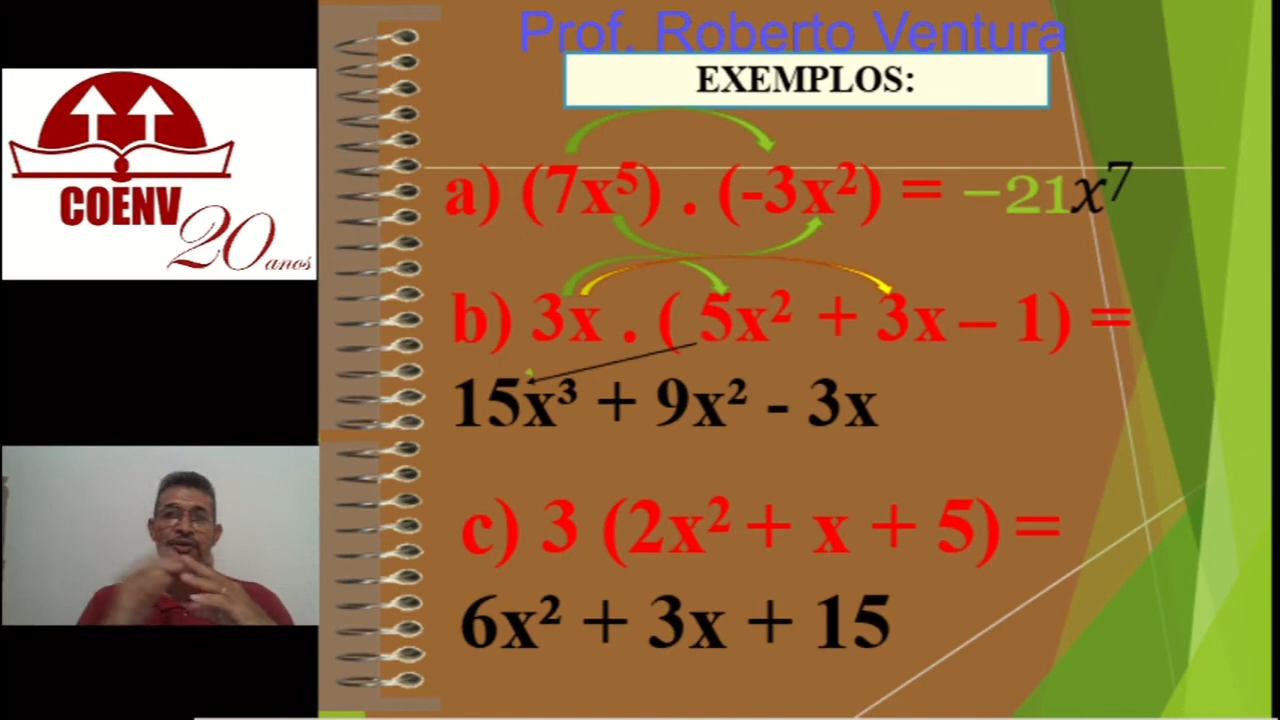 Prof. Roberto Ventura
EXEMPLOS:
COENV
20 anos
a) (7x⁵) . (-3x²) = −21x⁷
b) 3x . ( 5x² + 3x – 1) =
15x³ + 9x² - 3x
c) 3 (2x² + x + 5) =
6x² + 3x + 15